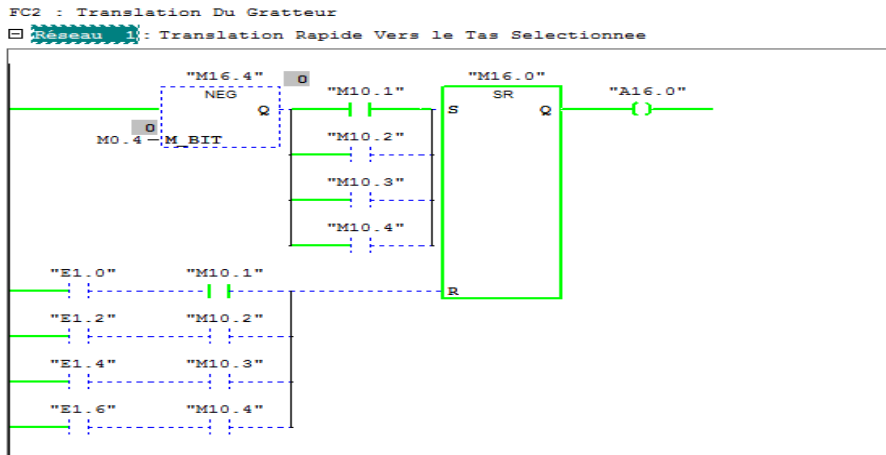 FC2 : Translation Du Gratteur
Réseau 1: Translation Rapide Vers le Tas Selectionnee
"M16.4" 0 "M16.0"
NEG "M10.1" SR "A16.0"
Q S Q
0 "M10.2"
M0.4 M_BIT
"M10.3"
"M10.4"
"E1.0" "M10.1"
R
"E1.2" "M10.2"
"E1.4" "M10.3"
"E1.6" "M10.4"